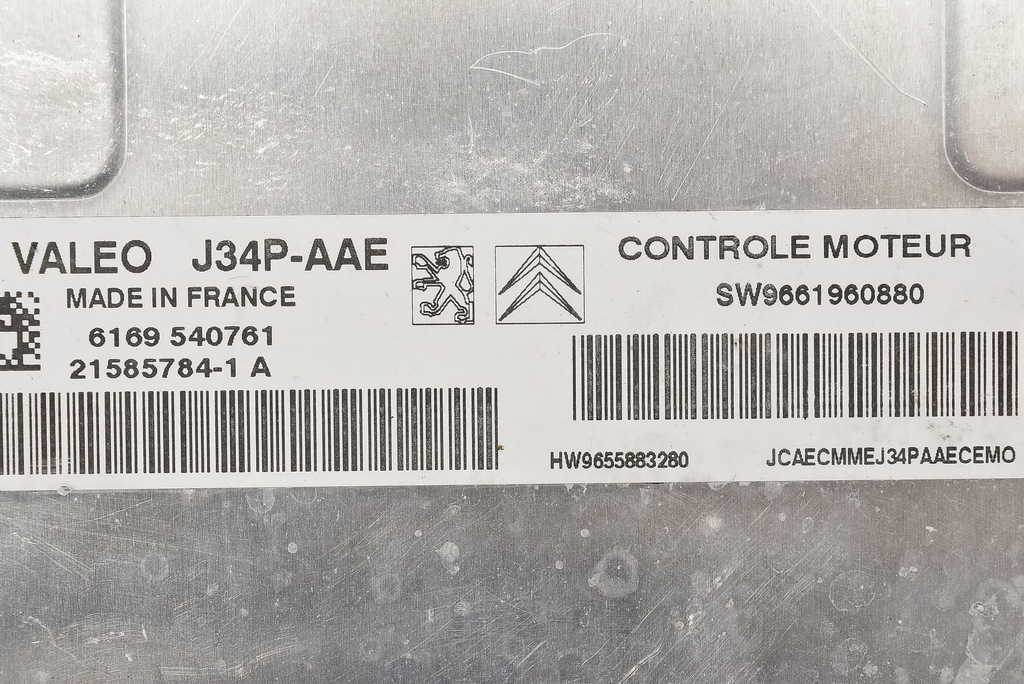 VALEO J34P-AAE
MADE IN FRANCE
6169 540761
21585784-1 A
CONTROLE MOTEUR
SW9661960880
HW9655883280
JCAECMMEJ34PAAECEMO